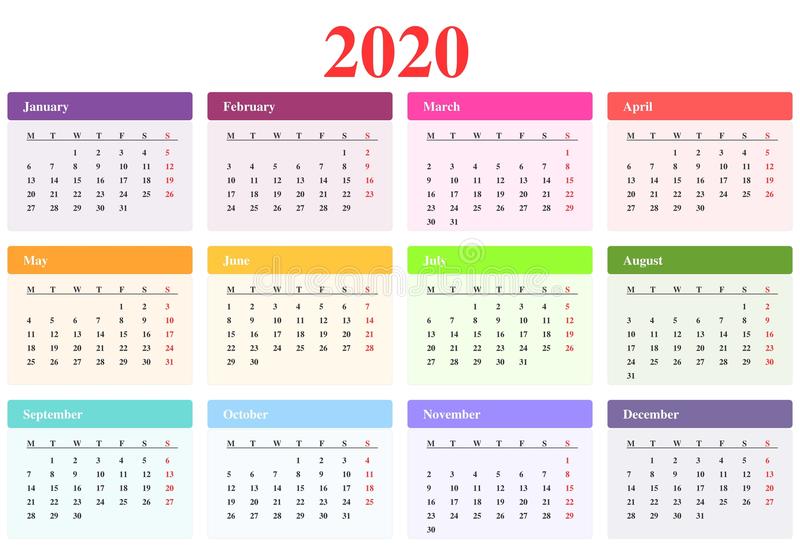 2020
January
M T W T F S S
1 2 3 4 5
6 7 8 9 10 11 12
13 14 15 16 17 18 19
20 21 22 23 24 25 26
27 28 29 30 31
February
M T W T F S S
1 2
3 4 5 6 7 8 9
10 11 12 13 14 15 16
17 18 19 20 21 22 23
24 25 26 27 28 29
March
M T W T F S S
1
2 3 4 5 6 7 8
9 10 11 12 13 14 15
16 17 18 19 20 21 22
23 24 25 26 27 28 29
30 31
April
M T W T F S S
1 2 3 4 5
6 7 8 9 10 11 12
13 14 15 16 17 18 19
20 21 22 23 24 25 26
27 28 29 30
May
M T W T F S S
1 2 3
4 5 6 7 8 9 10
11 12 13 14 15 16 17
18 19 20 21 22 23 24
25 26 27 28 29 30 31
June
M T W T F S S
1 2 3 4 5 6 7
8 9 10 11 12 13 14
15 16 17 18 19 20 21
22 23 24 25 26 27 28
29 30
July
M T W T F S S
1 2 3 4 5
6 7 8 9 10 11 12
13 14 15 16 17 18 19
20 21 22 23 24 25 26
27 28 29 30 31
August
M T W T F S S
1 2
3 4 5 6 7 8 9
10 11 12 13 14 15 16
17 18 19 20 21 22 23
24 25 26 27 28 29 30
31
September
M T W T F S S
1 2 3 4 5 6
7 8 9 10 11 12 13
14 15 16 17 18 19 20
21 22 23 24 25 26 27
28 29 30
October
M T W T F S S
1 2 3 4
5 6 7 8 9 10 11
12 13 14 15 16 17 18
19 20 21 22 23 24 25
26 27 28 29 30 31
November
M T W T F S S
1
2 3 4 5 6 7 8
9 10 11 12 13 14 15
16 17 18 19 20 21 22
23 24 25 26 27 28 29
30
December
M T W T F S S
1 2 3 4 5 6
7 8 9 10 11 12 13
14 15 16 17 18 19 20
21 22 23 24 25 26 27
28 29 30 31